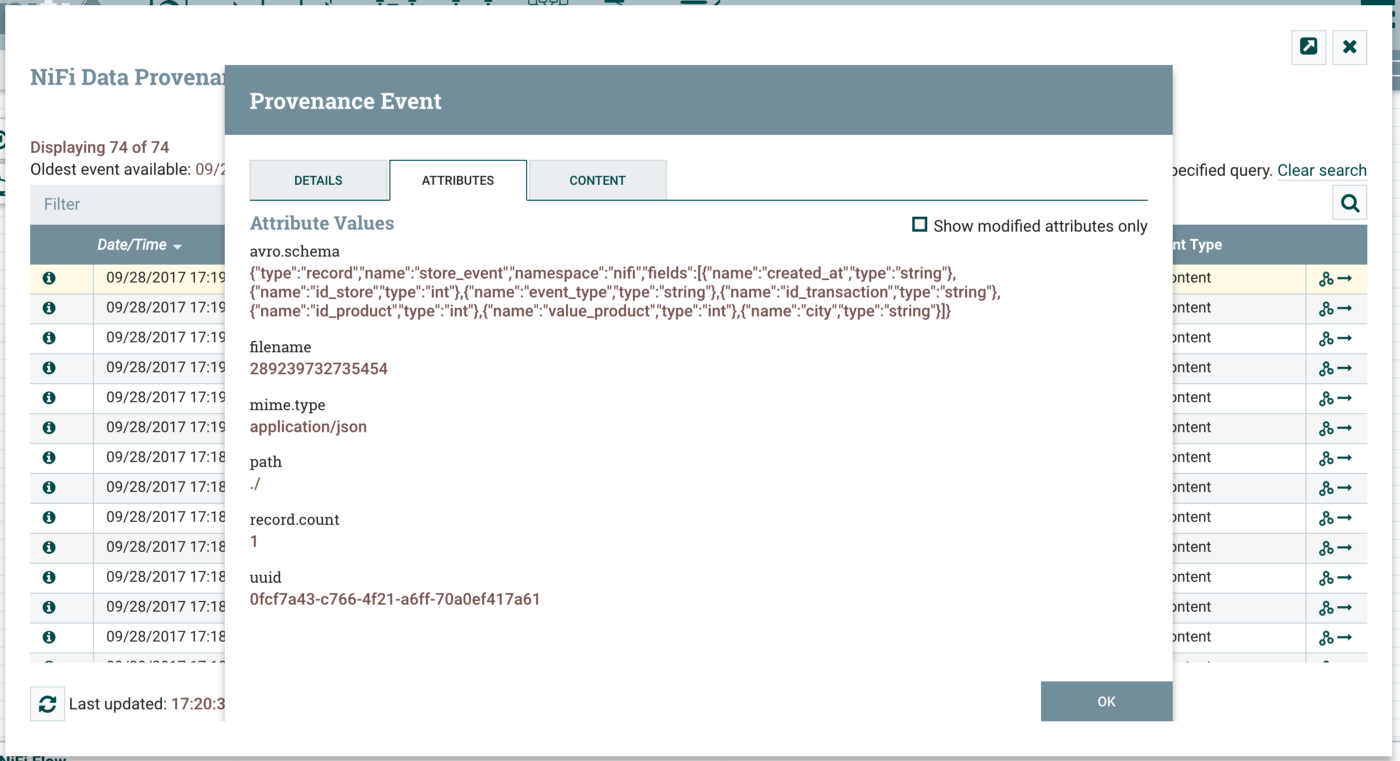 NiFi Data Provena
Provenance Event
Displaying 74 of 74
Oldest event available: 09/2
ecified query. Clear search
DETAILS
ATTRIBUTES
CONTENT
Filter
Attribute Values
Show modified attributes only
Date/Time
nt Type
avro.schema
{"type":"record","name":"store_event","namespace":"nifi","fields":[{"name":"created_at","type":"string"},
{"name":"id_store","type":"int"},{"name":"event_type","type":"string"},{"name":"id_transaction","type":"string"},
{"name":"id_product","type":"int"},{"name":"value_product","type":"int"},{"name":"city","type":"string"}]}
filename
289239732735454
mime.type
application/json
path
./
record.count
1
uuid
0fcf7a43-c766-4f21-a6ff-70a0ef417a61
09/28/2017 17:19 ontent
09/28/2017 17:19 ontent
09/28/2017 17:19 ontent
09/28/2017 17:19 ontent
09/28/2017 17:19 ontent
09/28/2017 17:19 ontent
09/28/2017 17:18 ontent
09/28/2017 17:18 ontent
09/28/2017 17:18 ontent
09/28/2017 17:18 ontent
09/28/2017 17:18 ontent
09/28/2017 17:18 ontent
09/28/2017 17:18 ontent
Last updated: 17:20:3
OK
NiFi Flow